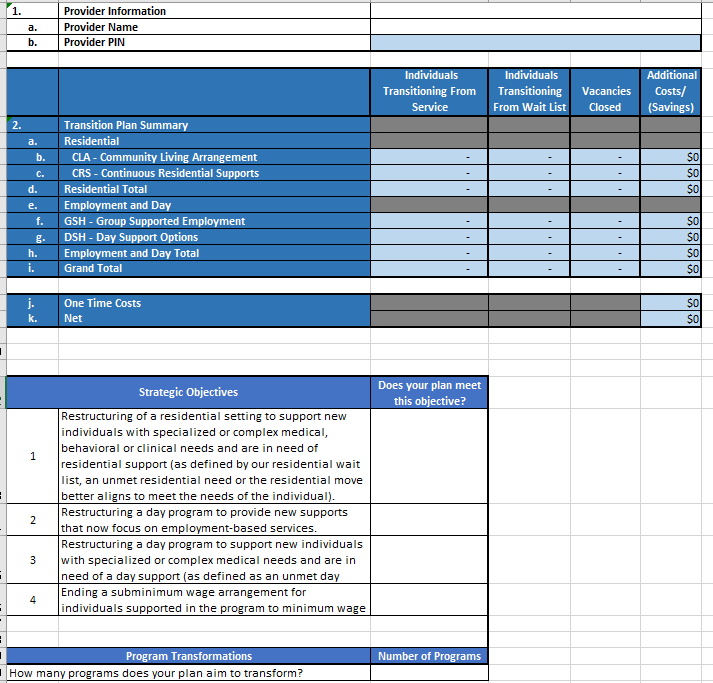 1. Provider Information
a. Provider Name
b. Provider PIN
Individuals Transitioning From Service
Individuals Transitioning From Wait List
Vacancies Closed
Additional Costs/ (Savings)
2. Transition Plan Summary
a. Residential
b. CLA - Community Living Arrangement - - - $0
c. CRS - Continuous Residential Supports - - - $0
d. Residential Total - - - $0
e. Employment and Day
f. GSH - Group Supported Employment - - - $0
g. DSH - Day Support Options - - - $0
h. Employment and Day Total - - - $0
i. Grand Total - - - $0
j. One Time Costs $0
k. Net $0
Strategic Objectives
Does your plan meet
this objective?
1
Restructuring of a residential setting to support new
individuals with specialized or complex medical,
behavioral or clinical needs and are in need of
residential support (as defined by our residential wait
list, an unmet residential need or the residential move
better aligns to meet the needs of the individual).
2
Restructuring a day program to provide new supports
that now focus on employment-based services.
3
Restructuring a day program to support new individuals
with specialized or complex medical needs and are in
need of a day support (as defined as an unmet day
4
Ending a subminimum wage arrangement for
individuals supported in the program to minimum wage
Program Transformations Number of Programs
How many programs does your plan aim to transform?